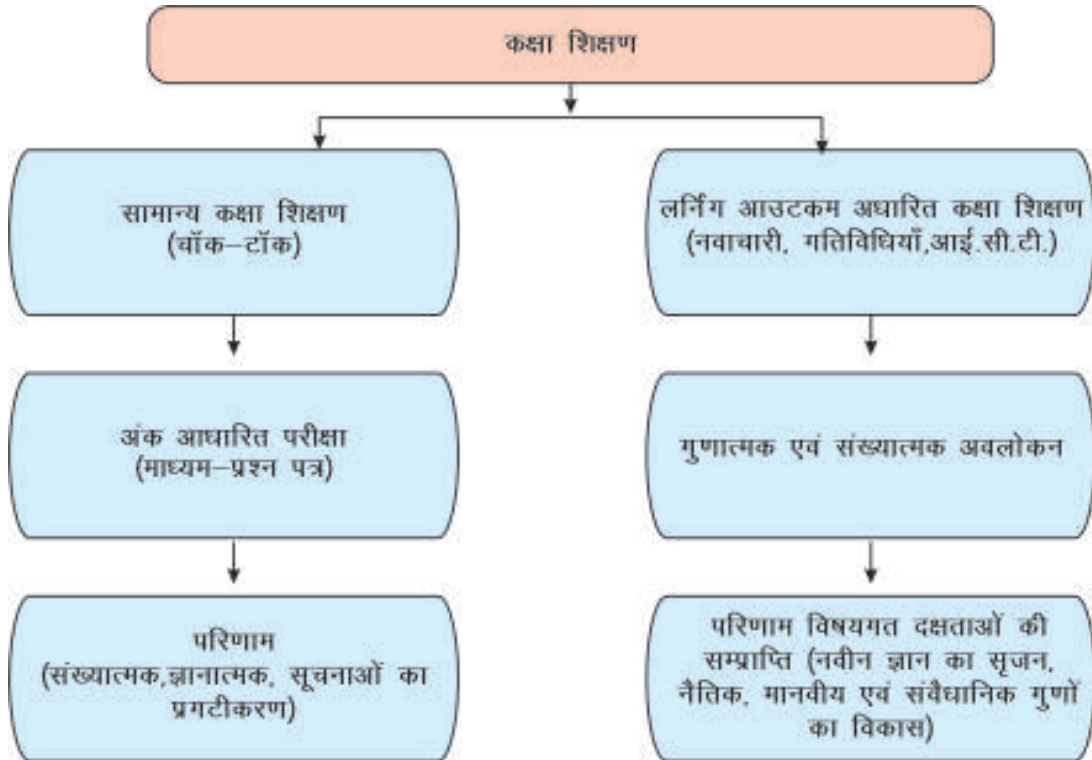 कक्षा शिक्षण
सामान्य कक्षा शिक्षण
(चॉक–टॉक)
लर्निंग आउटकम अधारित कक्षा शिक्षण
(नवाचारी, गतिविधियाँ,आई.सी.टी.)
अंक आधारित परीक्षा
(माध्यम–प्रश्न पत्र)
गुणात्मक एवं संख्यात्मक अवलोकन
परिणाम
(संख्यात्मक,ज्ञानात्मक, सूचनाओं का
प्रगटीकरण)
परिणाम विषयगत दक्षताओं की
सम्प्राप्ति (नवीन ज्ञान का सृजन,
नैतिक, मानवीय एवं संवैधानिक गुणों
का विकास)